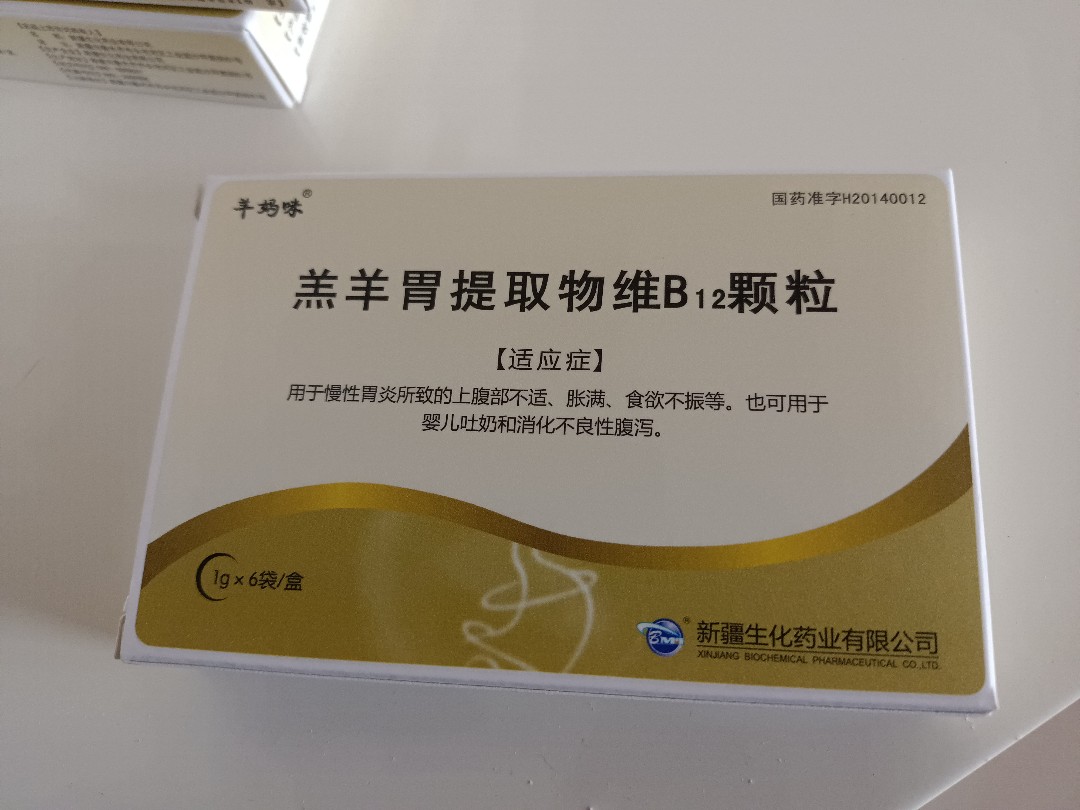 羊妈咪®
国药准字H20140012
羔羊胃提取物维B12颗粒
【适应症】
用于慢性胃炎所致的上腹部不适、胀满、食欲不振等。也可用于
婴儿吐奶和消化不良性腹泻。
1g×6袋/盒
BMP®
新疆生化药业有限公司
XINJIANG BIOCHEMICAL PHARMACEUTICAL CO.,LTD.